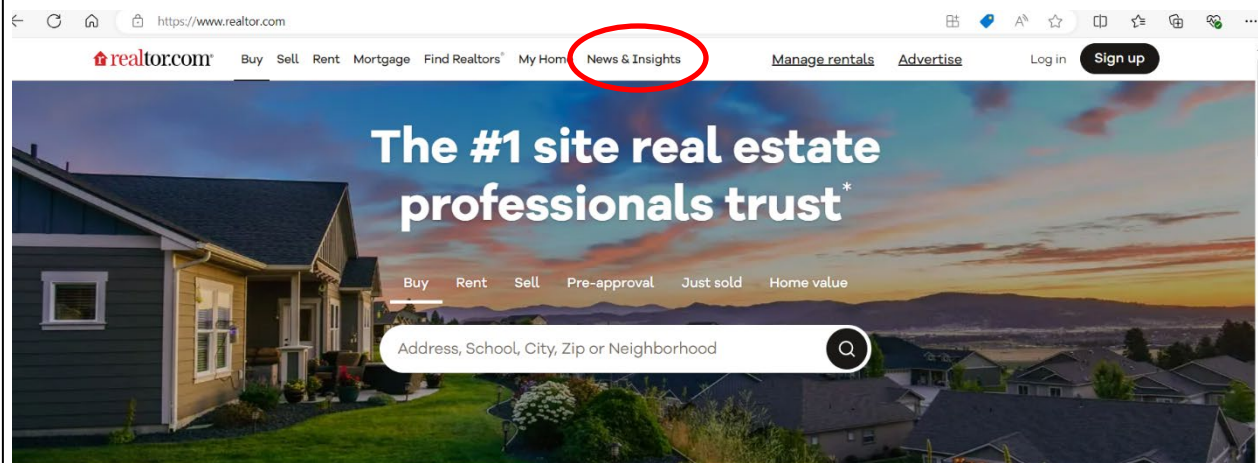 https://www.realtor.com
realtor.com® Buy Sell Rent Mortgage Find Realtors® My Home News & Insights Manage rentals Advertise Log in Sign up
The #1 site real estate
professionals trust*
Buy Rent Sell Pre-approval Just sold Home value
Address, School, City, Zip or Neighborhood